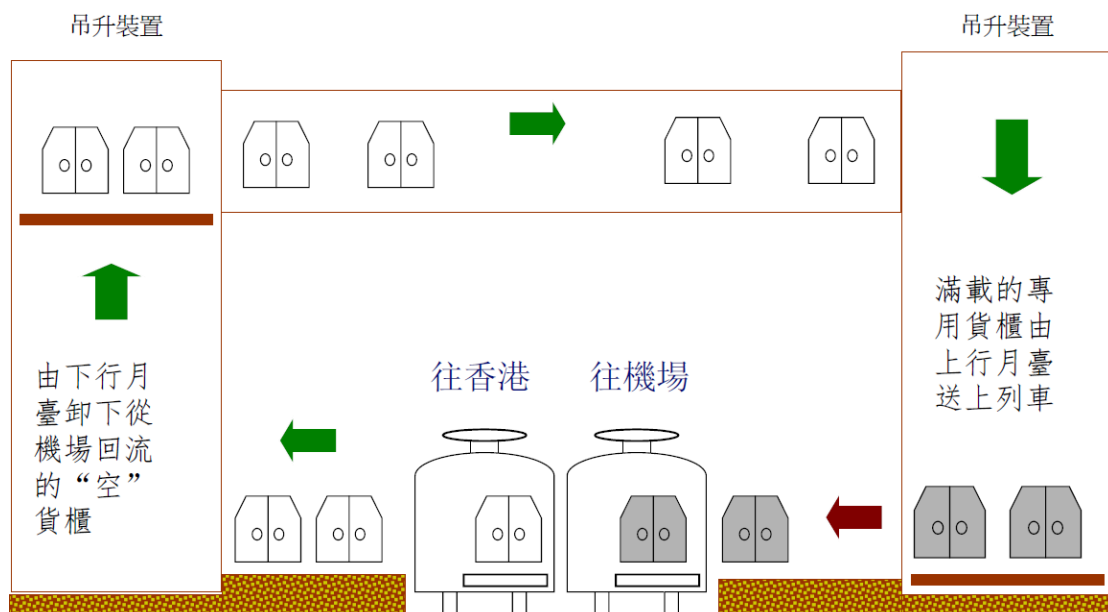 吊升裝置
吊升裝置
由下行月
臺卸下從
機場回流
的“空”
貨櫃
往香港
往機場
滿載的專
用貨櫃由
上行月臺
送上列車